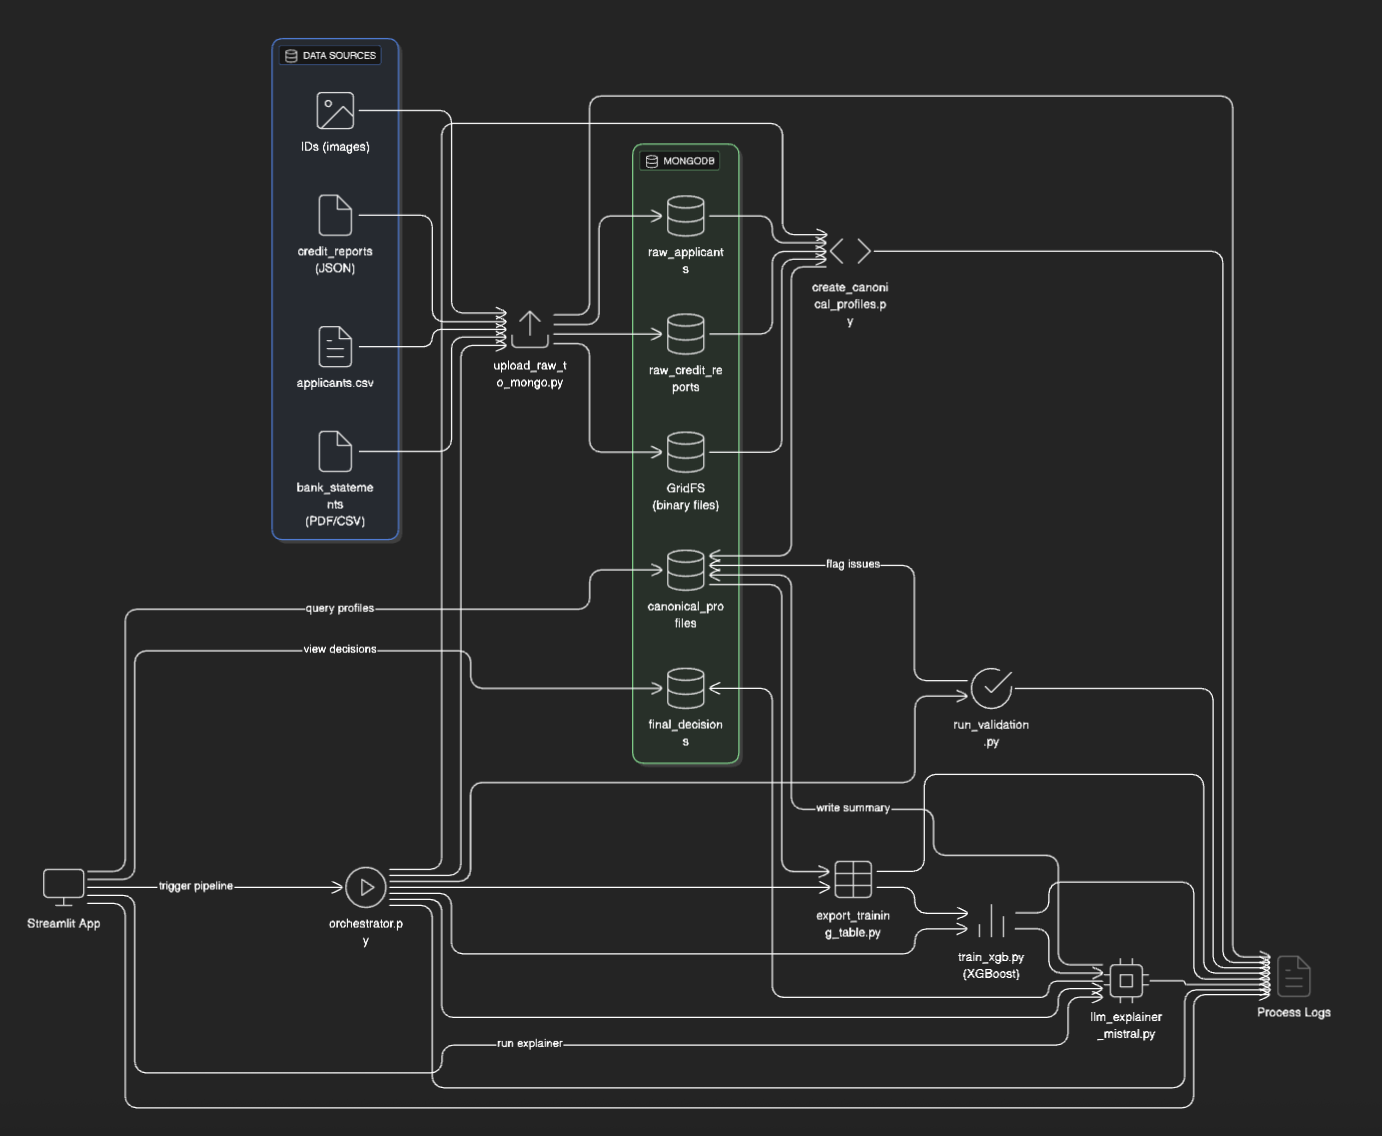 DATA SOURCES
IDs (images)
credit_reports
(JSON)
applicants.csv
bank_stateme
nts
(PDF/CSV)
upload_raw_t
o_mongo.py
MONGODB
raw_applicant
s
raw_credit_re
ports
GridFS
(binary files)
canonical_pro
files
final_decision
s
create_canoni
cal_profiles.p
y
flag issues
query profiles
view decisions
run_validation
.py
write summary
trigger pipeline
Streamlit App
orchestrator.p
y
export_trainin
g_table.py
train_xgb.py
(XGBoost)
llm_explainer
_mistral.py
Process Logs
run explainer